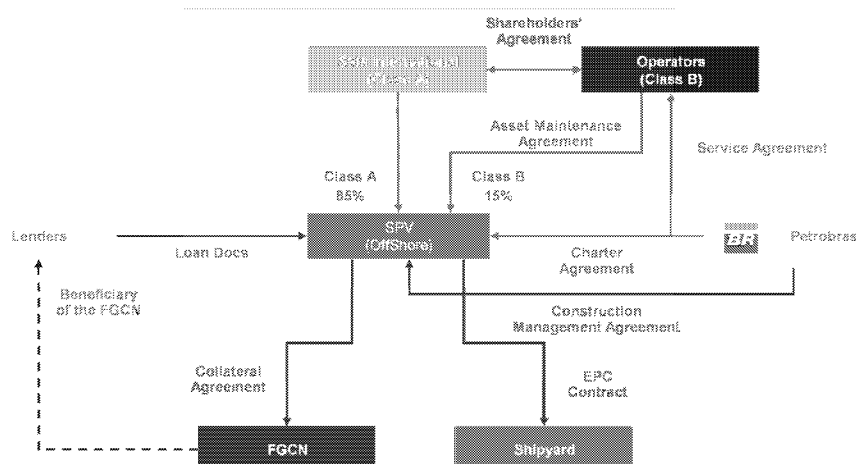 Shareholders'
Agreement
Operators
(Class B)
Asset Maintenance
Agreement
Service Agreement
Class A
85%
Class B
15%
SPV
(OffShore)
Lenders
Loan Docs
Charter
Agreement
BR
Petrobras
Beneficiary
of the FGCN
Construction
Management Agreement
Collateral
Agreement
EPC
Contract
FGCN
Shipyard